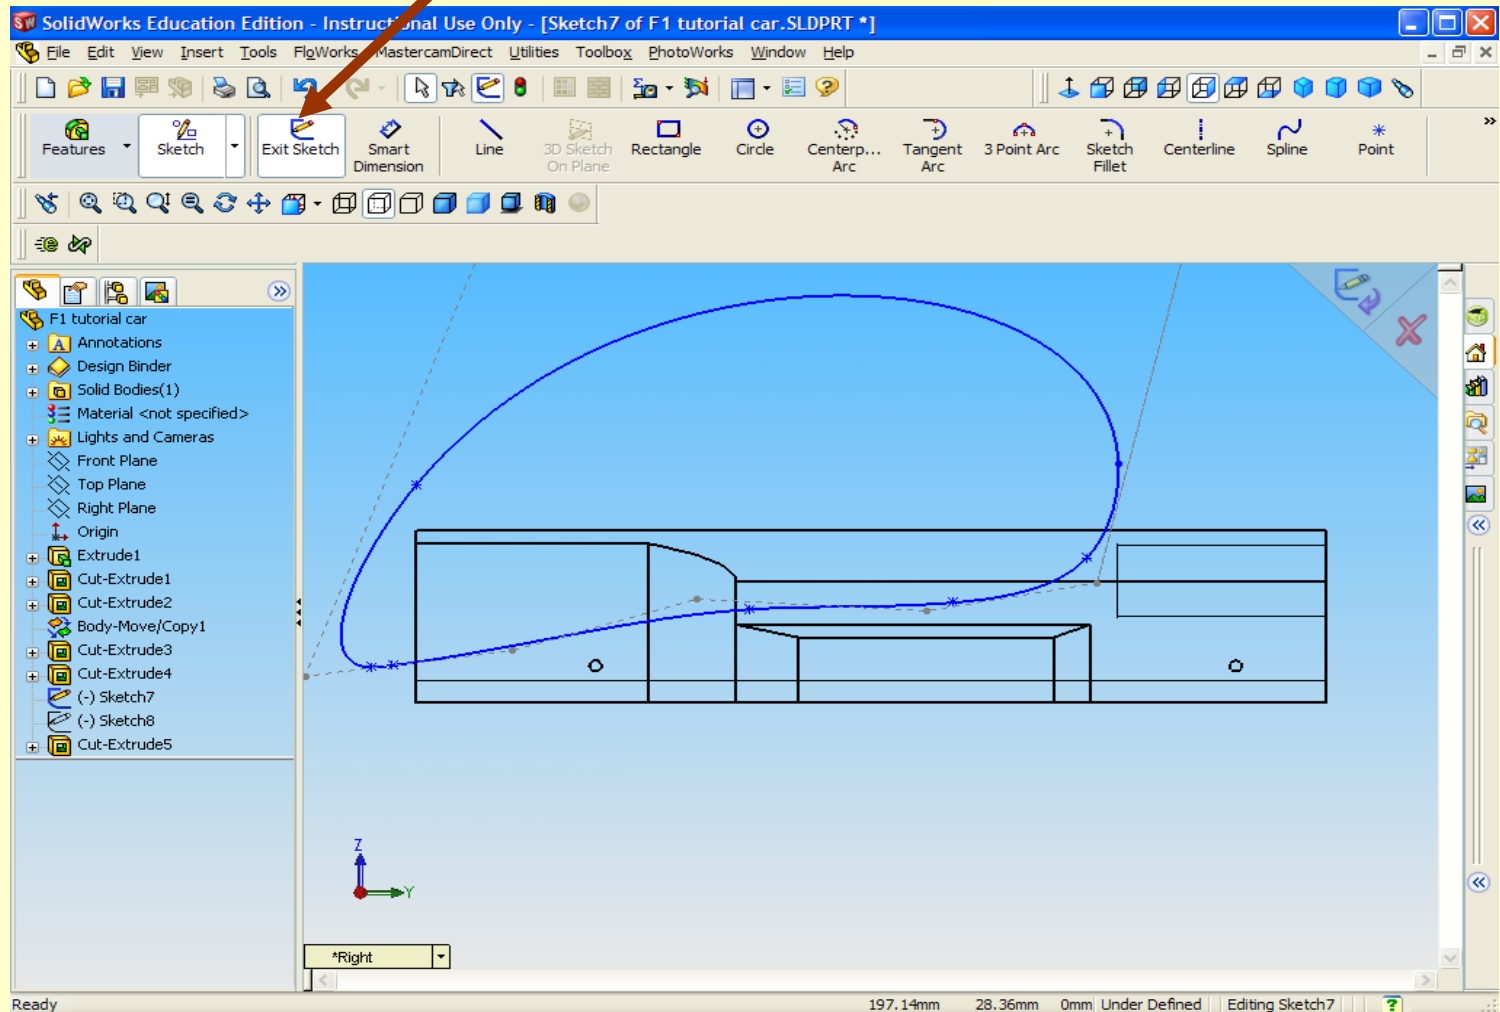 SolidWorks Education Edition - Instructional Use Only - [Sketch7 of F1 tutorial car.SLDPRT *]
File Edit View Insert Tools FloWorks MastercamDirect Utilities Toolbox PhotoWorks Window Help
Features Sketch Exit Sketch Smart Dimension Line 3D Sketch On Plane Rectangle Circle Centerp... Arc Tangent Arc 3 Point Arc Sketch Fillet Centerline Spline Point
F1 tutorial car
Annotations
Design Binder
Solid Bodies(1)
Material <not specified>
Lights and Cameras
Front Plane
Top Plane
Right Plane
Origin
Extrude1
Cut-Extrude1
Cut-Extrude2
Body-Move/Copy1
Cut-Extrude3
Cut-Extrude4
(-) Sketch7
(-) Sketch8
Cut-Extrude5
Z
Y
*Right
Ready 197.14mm 28.36mm 0mm Under Defined Editing Sketch7